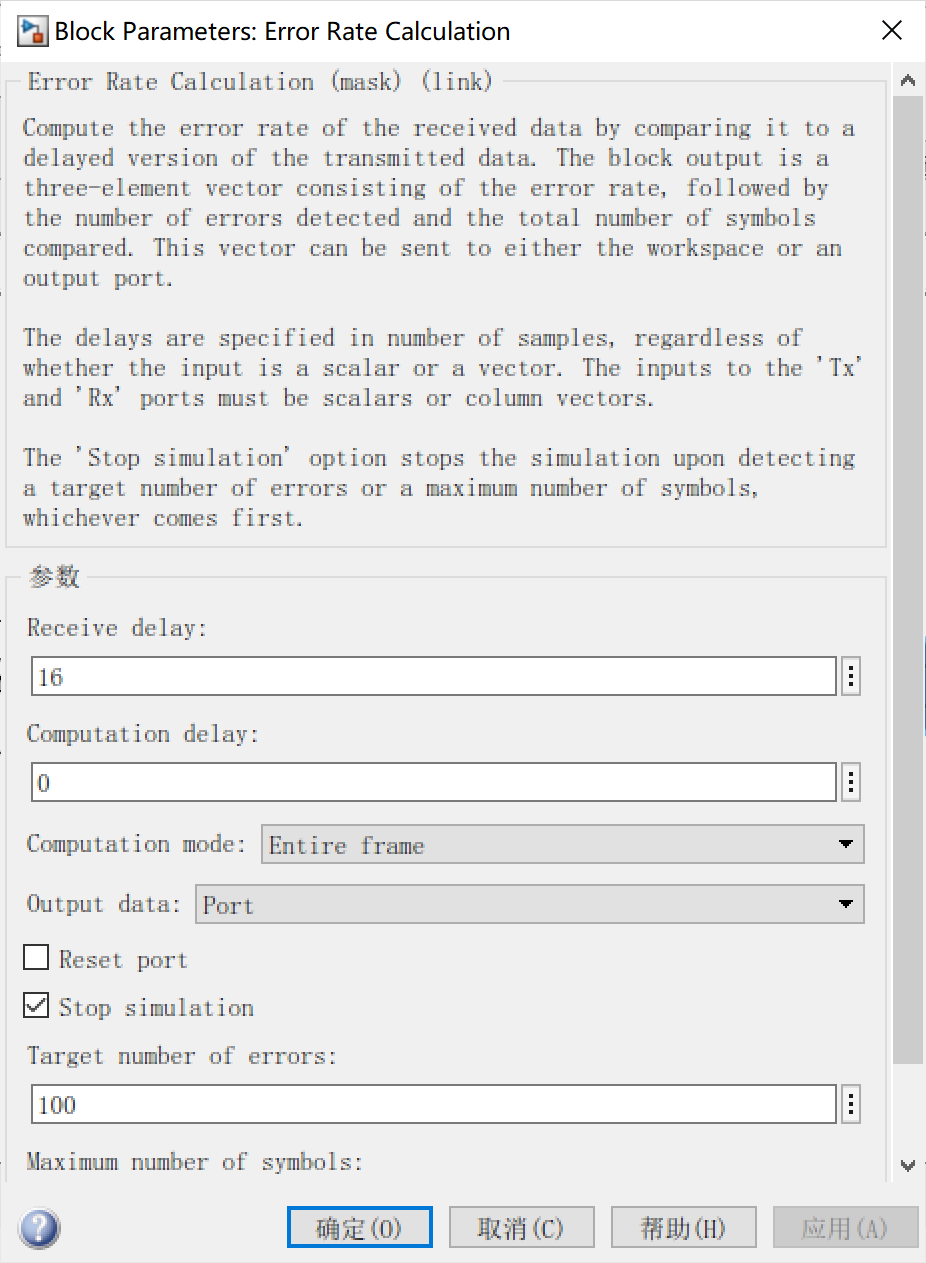 Block Parameters: Error Rate Calculation
Error Rate Calculation (mask) (link)
Compute the error rate of the received data by comparing it to a
delayed version of the transmitted data. The block output is a
three-element vector consisting of the error rate, followed by
the number of errors detected and the total number of symbols
compared. This vector can be sent to either the workspace or an
output port.
The delays are specified in number of samples, regardless of
whether the input is a scalar or a vector. The inputs to the 'Tx'
and 'Rx' ports must be scalars or column vectors.
The 'Stop simulation' option stops the simulation upon detecting
a target number of errors or a maximum number of symbols,
whichever comes first.
参数
Receive delay:
16
Computation delay:
0
Computation mode: Entire frame
Output data: Port
Reset port
Stop simulation
Target number of errors:
100
Maximum number of symbols:
确定(O) 取消(C) 帮助(H) 应用(A)